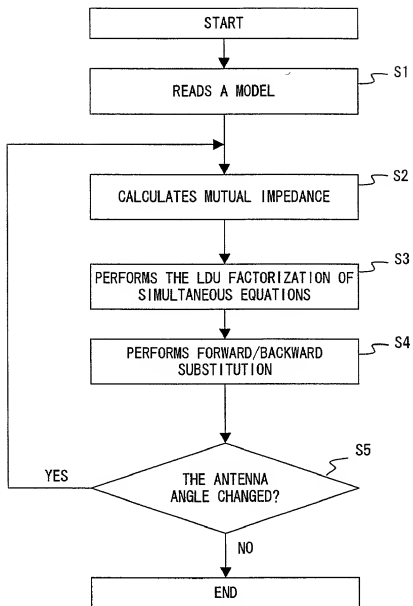 START
READS A MODEL
S1
CALCULATES MUTUAL IMPEDANCE
S2
PERFORMS THE LDU FACTORIZATION OF
SIMULTANEOUS EQUATIONS
S3
PERFORMS FORWARD/BACKWARD
SUBSTITUTION
S4
THE ANTENNA
ANGLE CHANGED?
S5
YES
NO
END